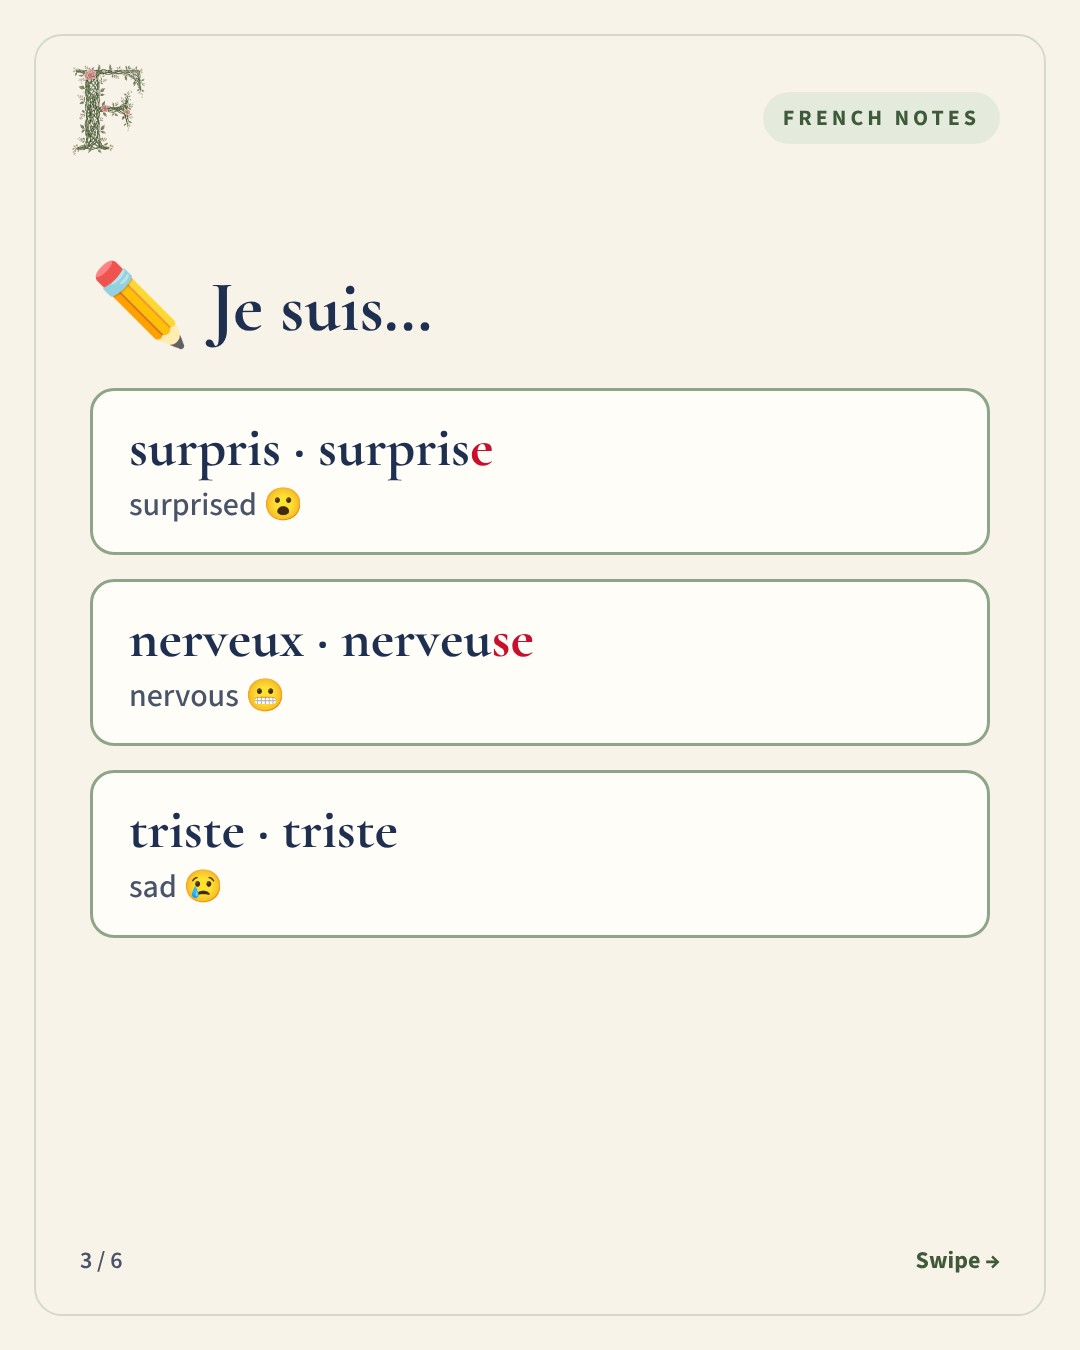 F
FRENCH NOTES
✏️ Je suis...
surpris · surprise
surprised 😮
nerveux · nerveuse
nervous 😬
triste · triste
sad 😢
3 / 6
Swipe →